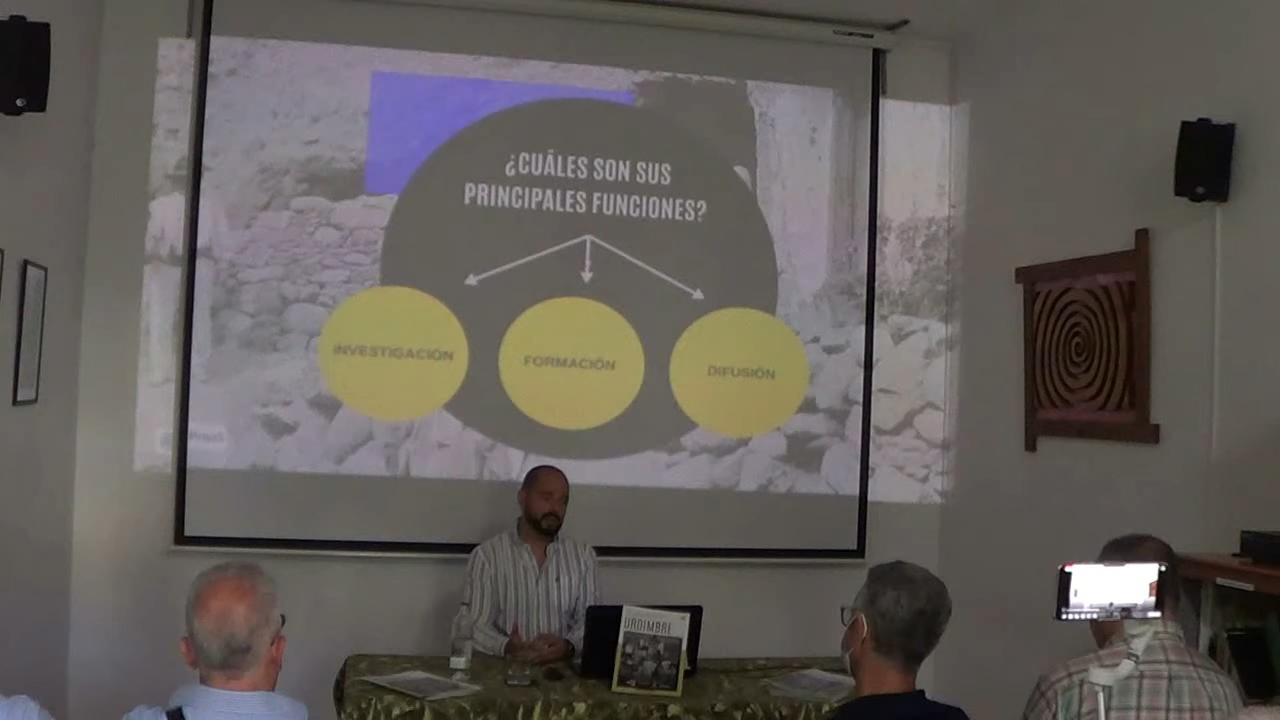 ¿CUÁLES SON SUS
PRINCIPALES FUNCIONES?
INVESTIGACIÓN
FORMACIÓN
DIFUSIÓN
URDIMBRE